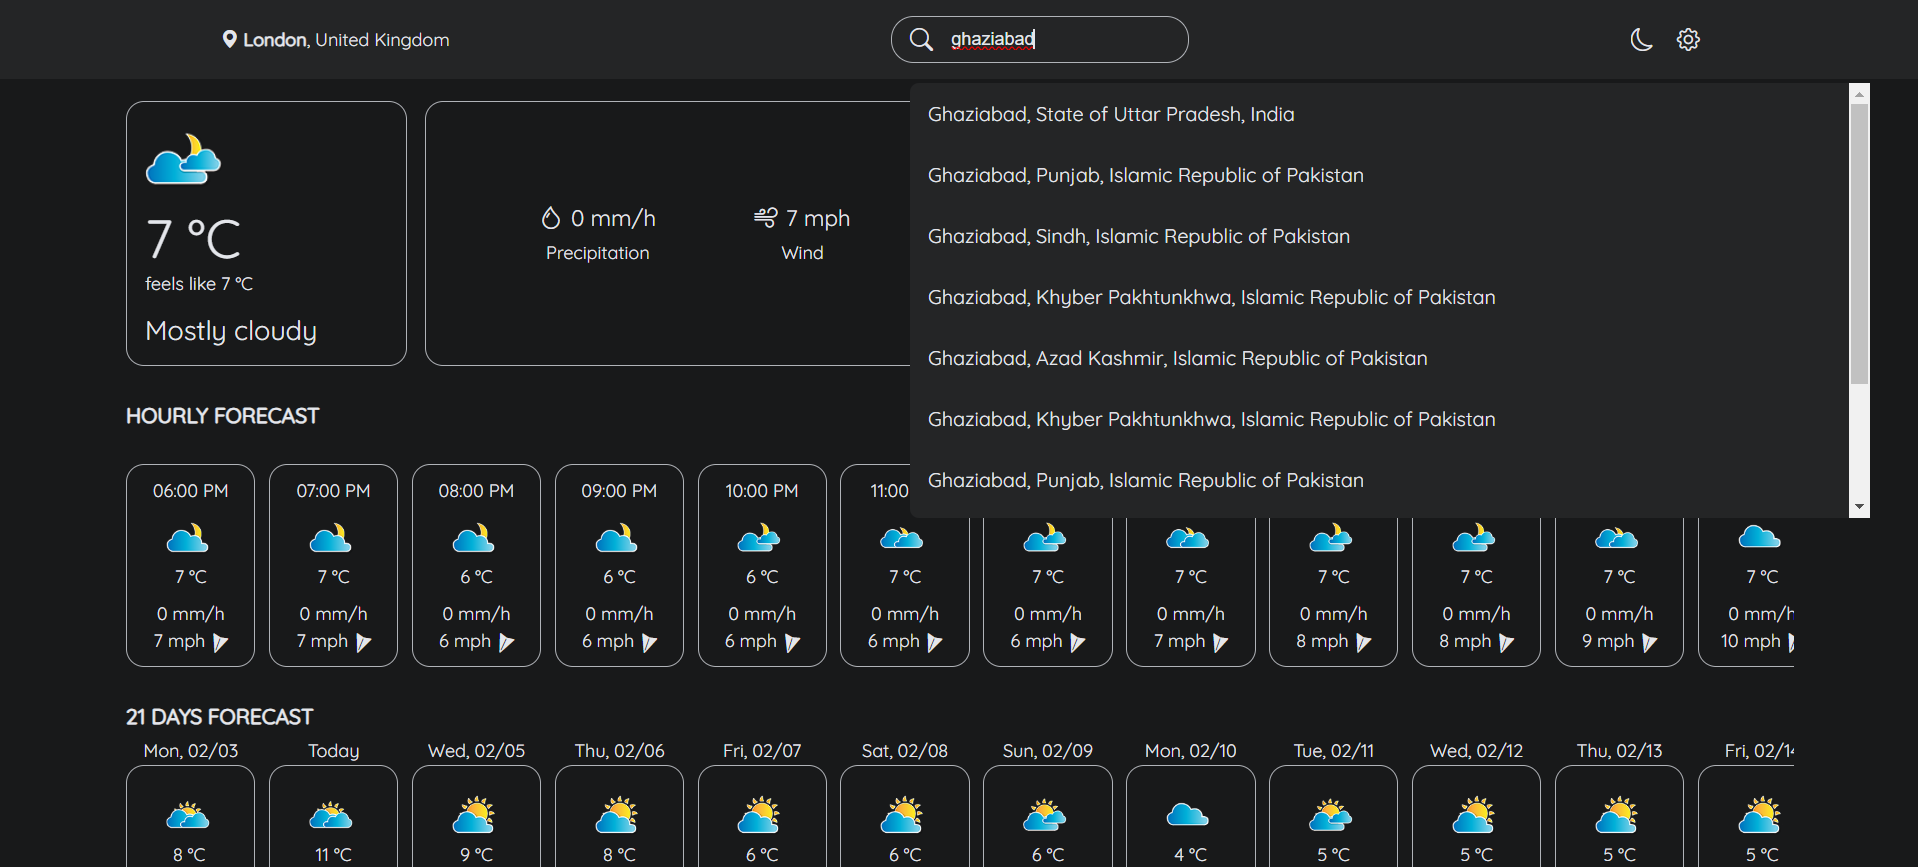 London, United Kingdom
ghaziabad
Ghaziabad, State of Uttar Pradesh, India
Ghaziabad, Punjab, Islamic Republic of Pakistan
Ghaziabad, Sindh, Islamic Republic of Pakistan
Ghaziabad, Khyber Pakhtunkhwa, Islamic Republic of Pakistan
Ghaziabad, Azad Kashmir, Islamic Republic of Pakistan
Ghaziabad, Khyber Pakhtunkhwa, Islamic Republic of Pakistan
Ghaziabad, Punjab, Islamic Republic of Pakistan
7 °C
feels like 7 °C
Mostly cloudy
0 mm/h 7 mph
Precipitation Wind
HOURLY FORECAST
06:00 PM 07:00 PM 08:00 PM 09:00 PM 10:00 PM 11:00
7 °C 7 °C 6 °C 6 °C 6 °C 7 °C 7 °C 7 °C 7 °C 7 °C 7 °C 7 °C
0 mm/h 0 mm/h 0 mm/h 0 mm/h 0 mm/h 0 mm/h 0 mm/h 0 mm/h 0 mm/h 0 mm/h 0 mm/h 0 mm/h
7 mph 7 mph 6 mph 6 mph 6 mph 6 mph 6 mph 7 mph 8 mph 8 mph 9 mph 10 mph
21 DAYS FORECAST
Mon, 02/03 Today Wed, 02/05 Thu, 02/06 Fri, 02/07 Sat, 02/08 Sun, 02/09 Mon, 02/10 Tue, 02/11 Wed, 02/12 Thu, 02/13 Fri, 02/14
8 °C 11 °C 9 °C 8 °C 6 °C 6 °C 6 °C 4 °C 5 °C 5 °C 5 °C 5 °C